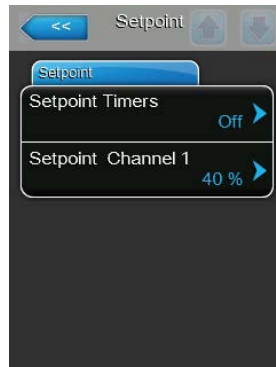 << Setpoint
Setpoint
Setpoint Timers
Off
Setpoint Channel 1
40 %